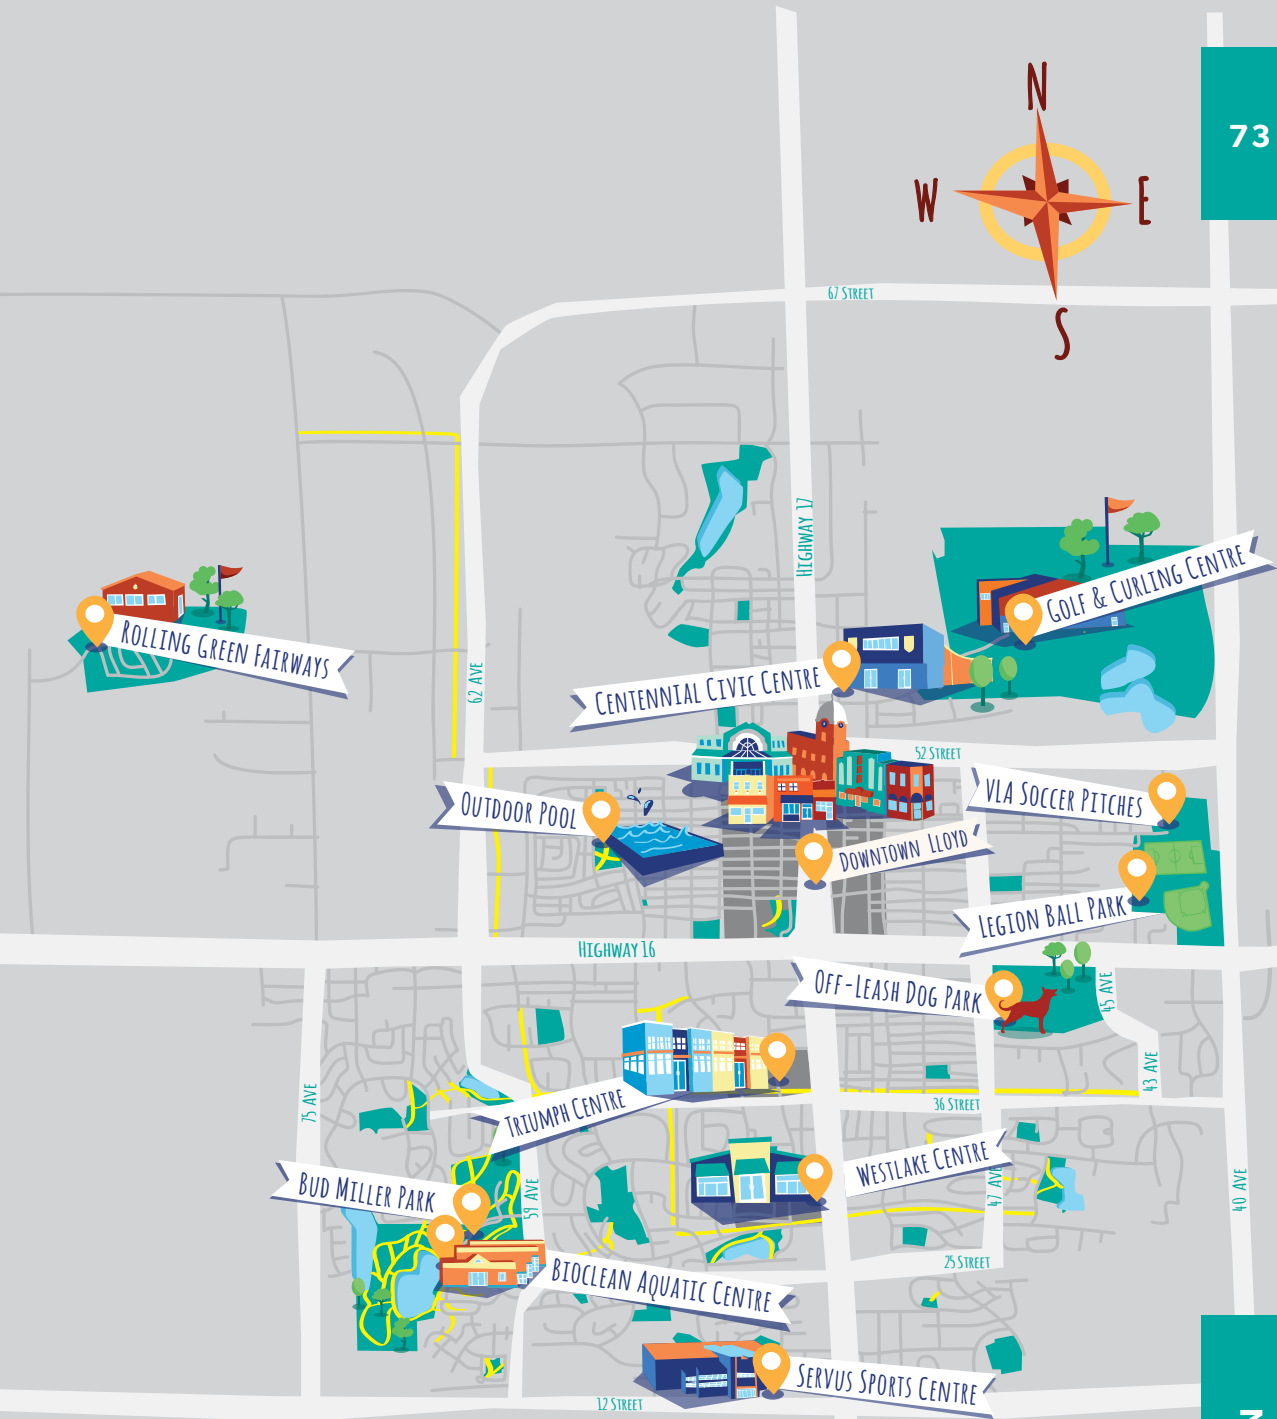 N
73
W
E
S
67 Street
Highway 17
Golf & Curling Centre
Rolling Green Fairways
Centennial Civic Centre
62 Ave
52 Street
VLA Soccer Pitches
Outdoor Pool
Downtown Lloyd
Legion Ball Park
Highway 16
Off-Leash Dog Park
45 Ave
43 Ave
75 Ave
Triumph Centre
36 Street
Westlake Centre
47 Ave
40 Ave
Bud Miller Park
59 Ave
25 Street
Bioclean Aquatic Centre
Servus Sports Centre
12 Street